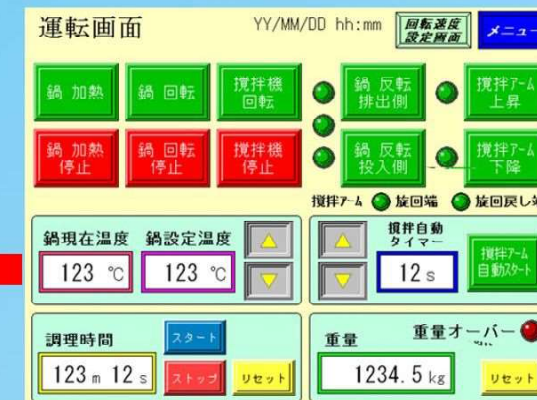 運転画面
YY/MM/DD hh:mm
回転速度
設定画面
メニュー
鍋 加熱
鍋 回転
撹拌機
回転
鍋 反転
排出側
撹拌アーム
上昇
鍋 加熱
停止
鍋 回転
停止
撹拌機
停止
鍋 反転
投入側
撹拌アーム
下降
撹拌アーム
旋回端
旋回戻し端
鍋現在温度
鍋設定温度
123 ℃
123 ℃
撹拌自動
タイマー
12 s
撹拌アーム
自動スタート
調理時間
スタート
123 m 12 s
ストップ
リセット
重量
重量オーバー
1234.5 kg
リセット